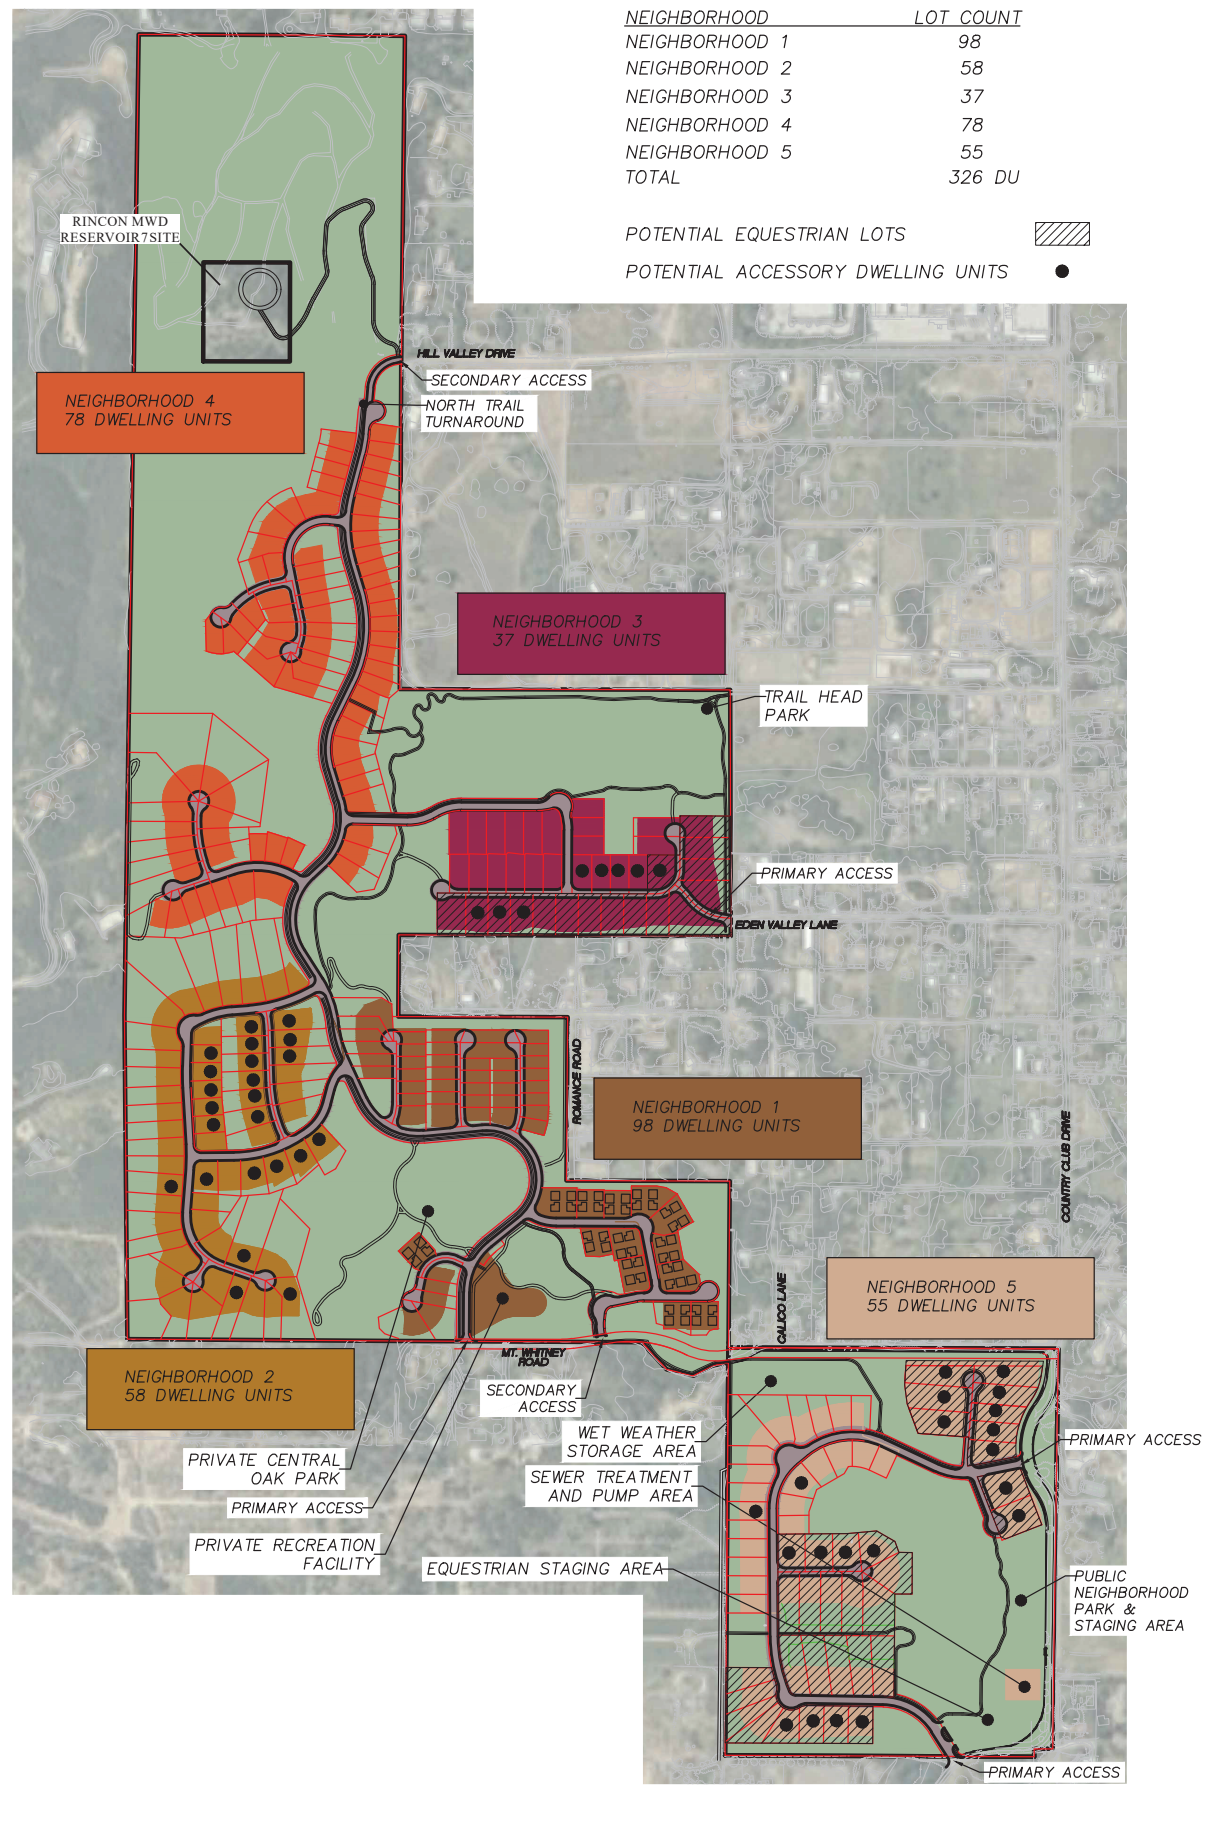 NEIGHBORHOOD LOT COUNT
NEIGHBORHOOD 1 98
NEIGHBORHOOD 2 58
NEIGHBORHOOD 3 37
NEIGHBORHOOD 4 78
NEIGHBORHOOD 5 55
TOTAL 326 DU
POTENTIAL EQUESTRIAN LOTS
POTENTIAL ACCESSORY DWELLING UNITS
RINCON MWD
RESERVOIR7SITE
HILL VALLEY DRIVE
SECONDARY ACCESS
NORTH TRAIL
TURNAROUND
NEIGHBORHOOD 4
78 DWELLING UNITS
NEIGHBORHOOD 3
37 DWELLING UNITS
TRAIL HEAD
PARK
PRIMARY ACCESS
EDEN VALLEY LANE
ROMANCE ROAD
NEIGHBORHOOD 1
98 DWELLING UNITS
COUNTRY CLUB DRIVE
CALICO LANE
NEIGHBORHOOD 5
55 DWELLING UNITS
MT. WHITNEY
ROAD
NEIGHBORHOOD 2
58 DWELLING UNITS
SECONDARY
ACCESS
WET WEATHER
STORAGE AREA
PRIMARY ACCESS
PRIVATE CENTRAL
OAK PARK
SEWER TREATMENT
AND PUMP AREA
PRIMARY ACCESS
PRIVATE RECREATION
FACILITY
EQUESTRIAN STAGING AREA
PUBLIC
NEIGHBORHOOD
PARK &
STAGING AREA
PRIMARY ACCESS